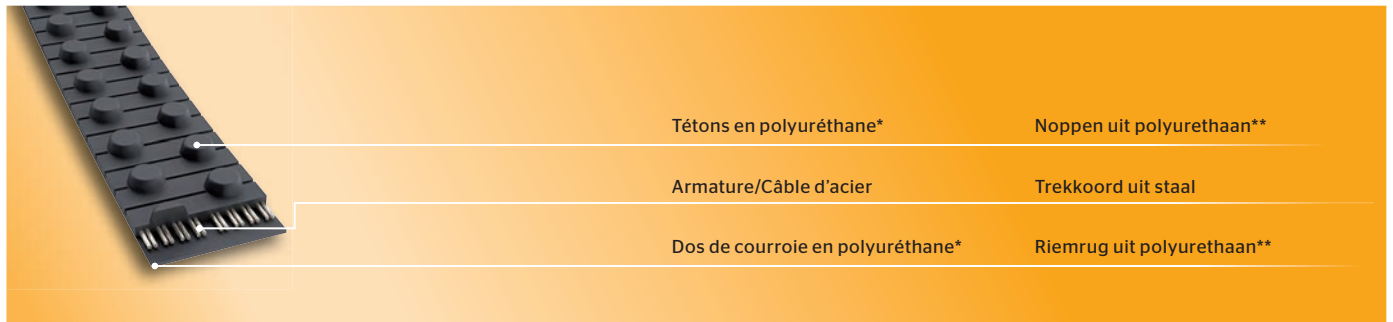 Tétons en polyuréthane* Noppen uit polyurethaan**
Armature/Câble d'acier Trekkoord uit staal
Dos de courroie en polyuréthane* Riemrug uit polyurethaan**